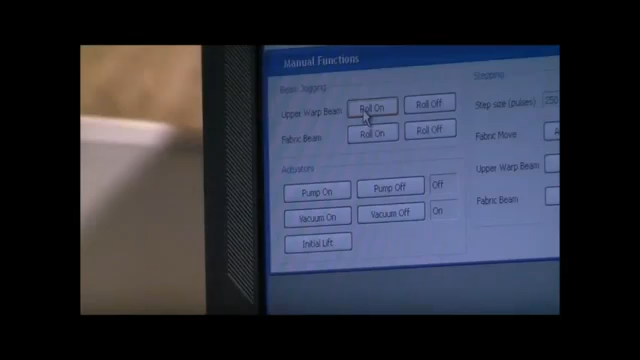 Manual Functions
Beam Jogging
Upper Warp Beam Roll On Roll Off
Fabric Beam Roll On Roll Off
Actuators
Pump On Pump Off Off
Vacuum On Vacuum Off On
Initial Lift
Stepping
Step size (pulses) 250
Fabric Move
Upper Warp Beam
Fabric Beam